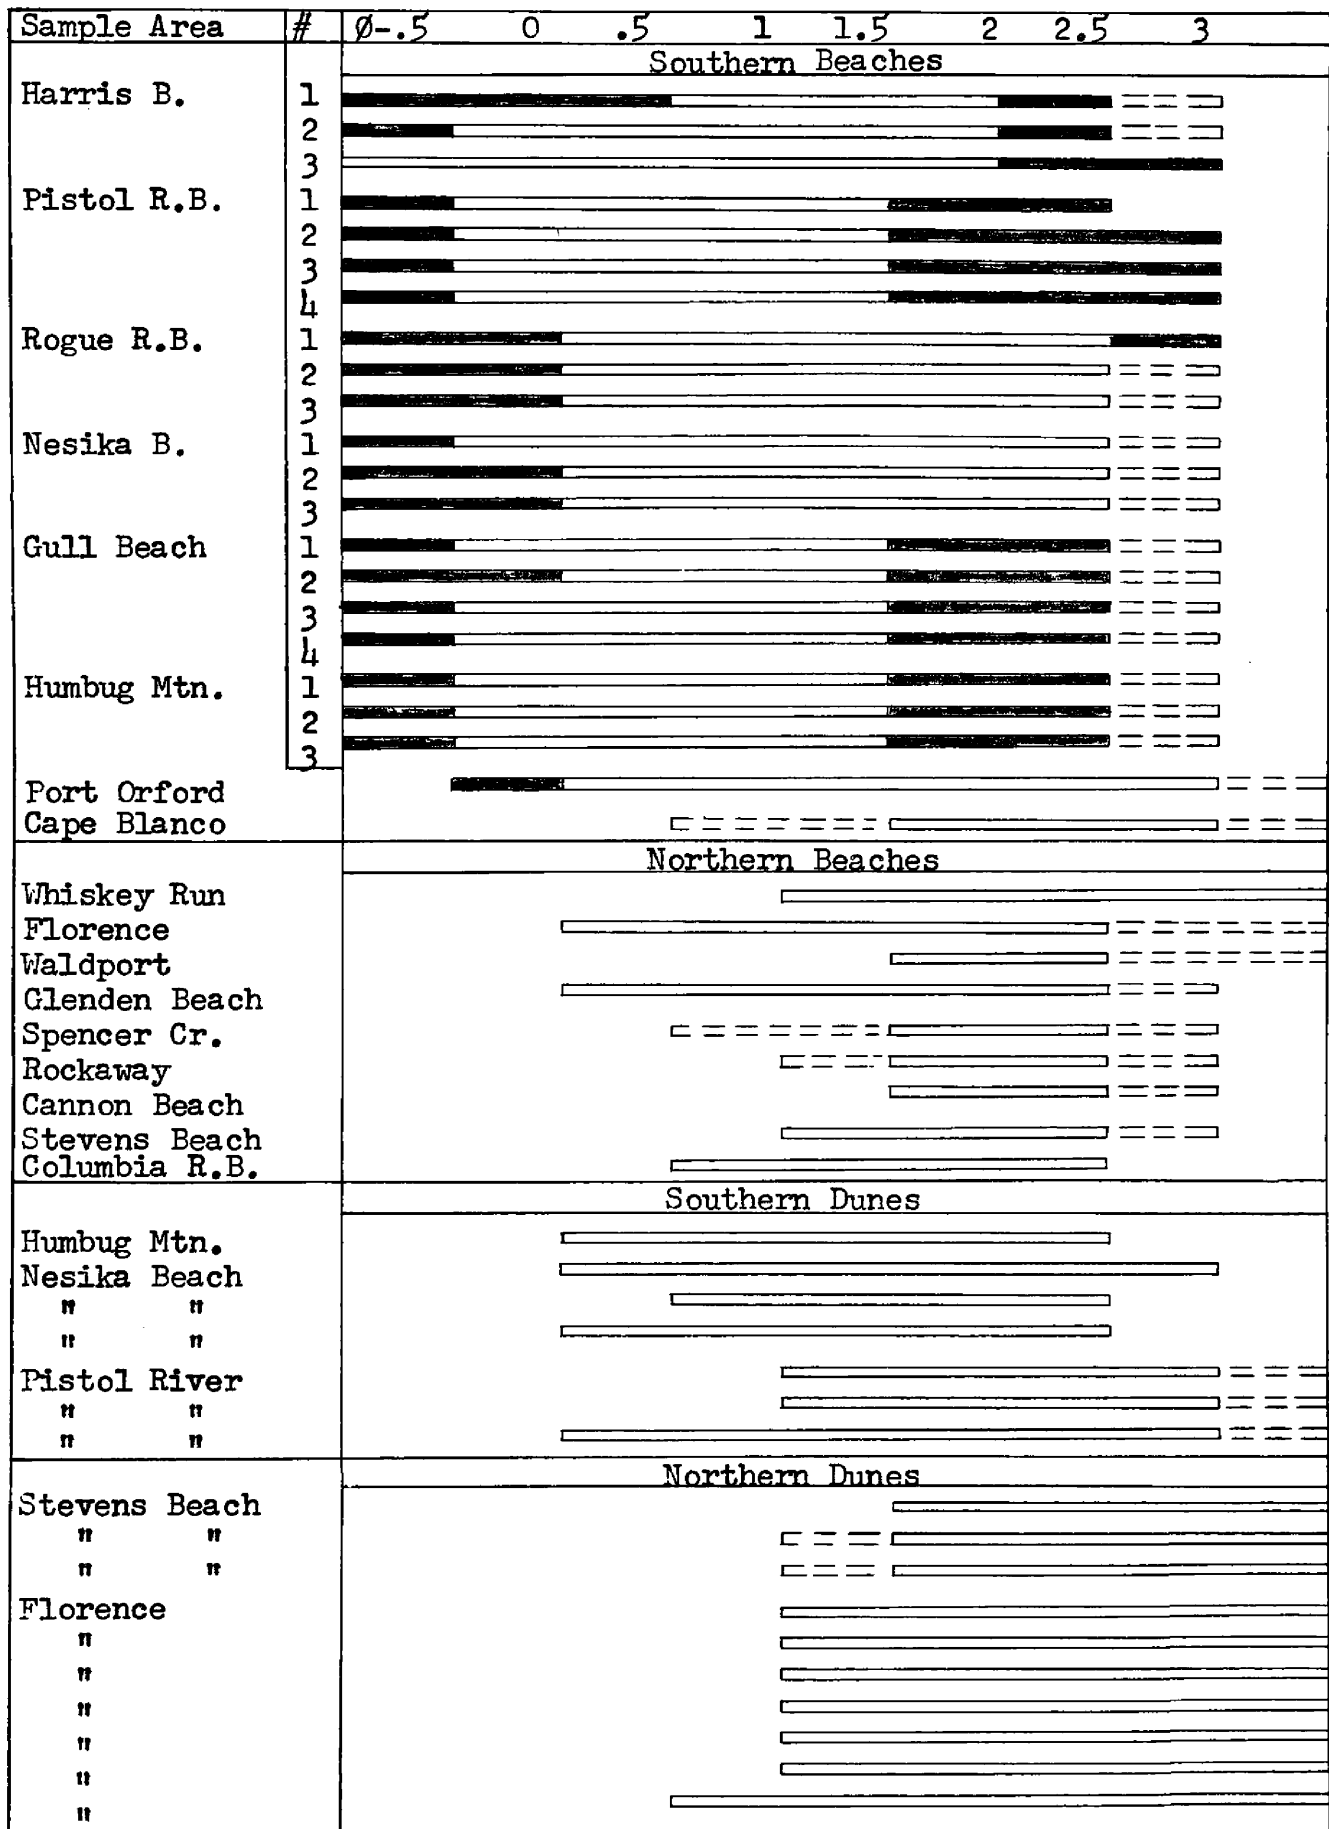 Sample Area # Ø-.5 0 .5 1 1.5 2 2.5 3
Southern Beaches
Harris B. 1
2
3
Pistol R.B. 1
2
3
4
Rogue R.B. 1
2
3
Nesika B. 1
2
3
Gull Beach 1
2
3
4
Humbug Mtn. 1
2
3
Port Orford
Cape Blanco
Northern Beaches
Whiskey Run
Florence
Waldport
Glenden Beach
Spencer Cr.
Rockaway
Cannon Beach
Stevens Beach
Columbia R.B.
Southern Dunes
Humbug Mtn.
Nesika Beach
" "
" "
Pistol River
" "
" "
Northern Dunes
Stevens Beach
" "
" "
Florence
"
"
"
"
"
"